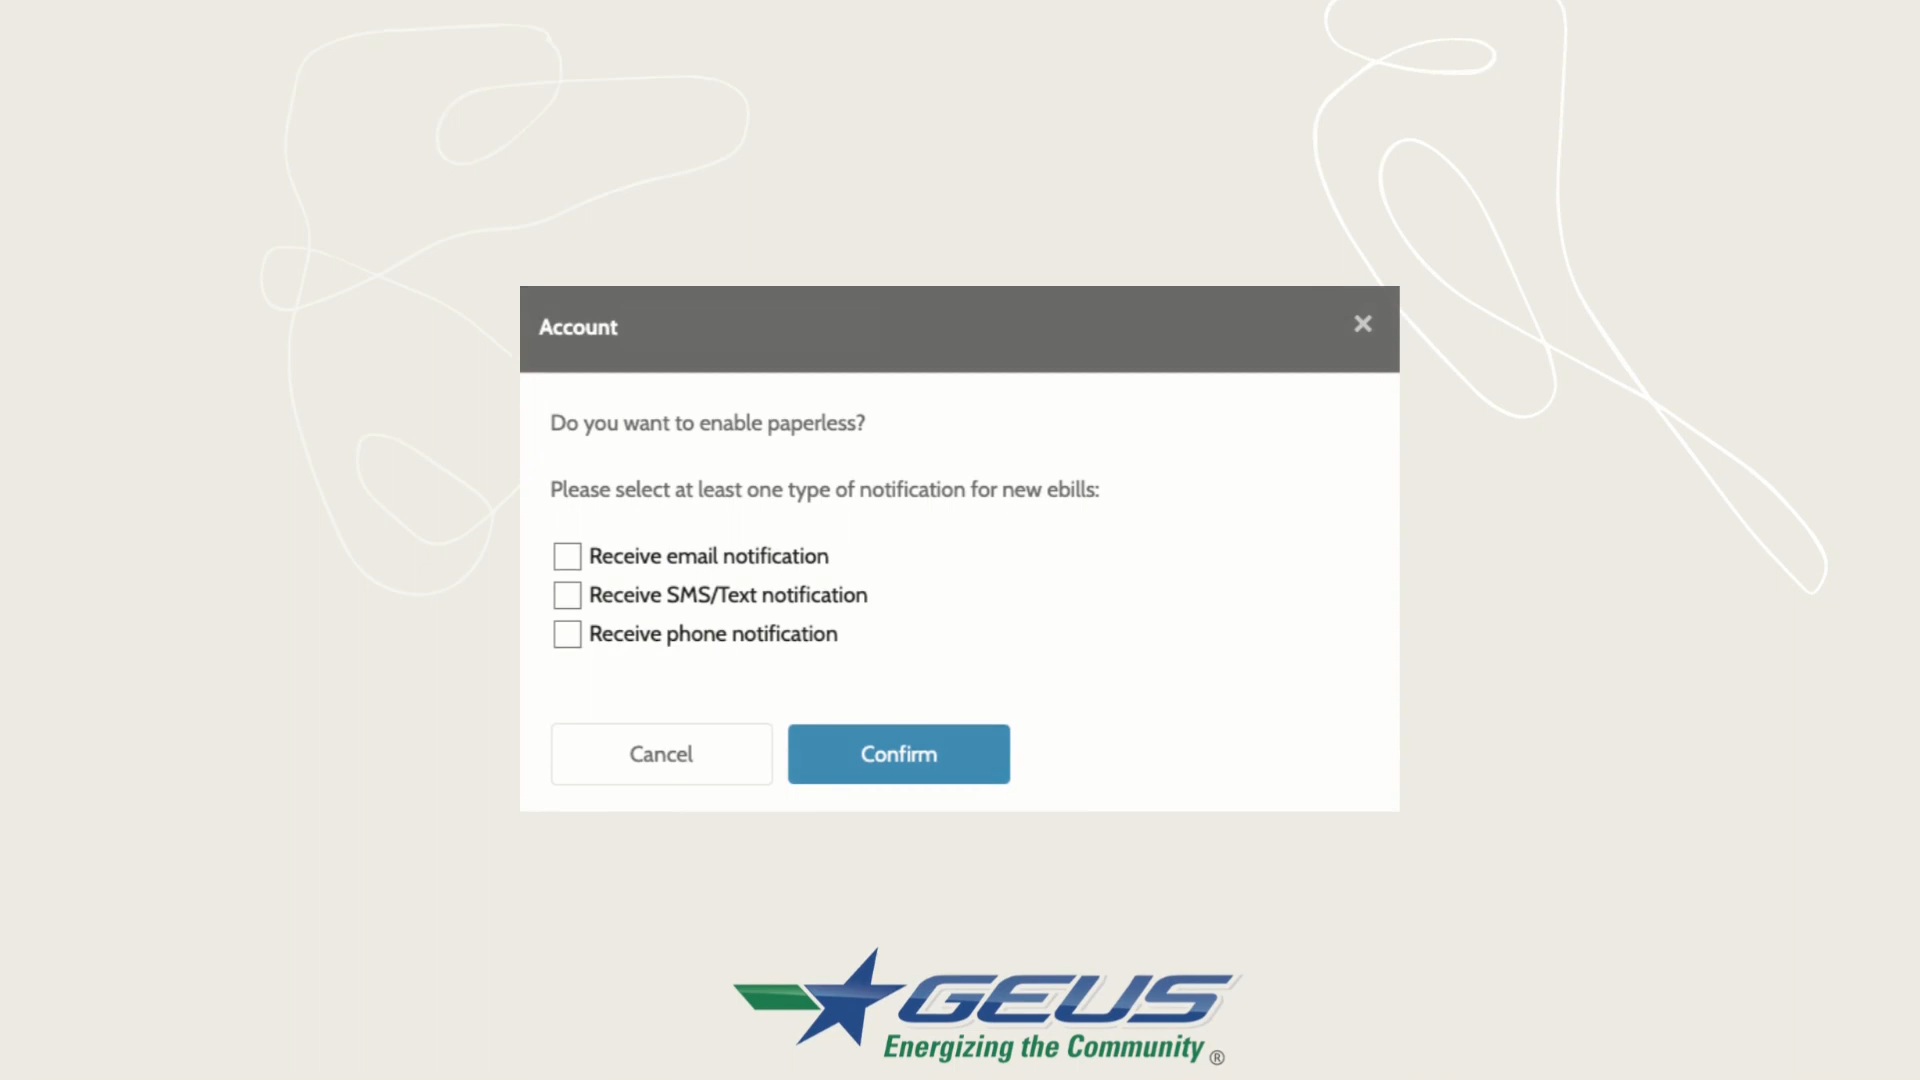 Account
Do you want to enable paperless?
Please select at least one type of notification for new ebills:
Receive email notification
Receive SMS/Text notification
Receive phone notification
Cancel
Confirm
GEUS
Energizing the Community ®